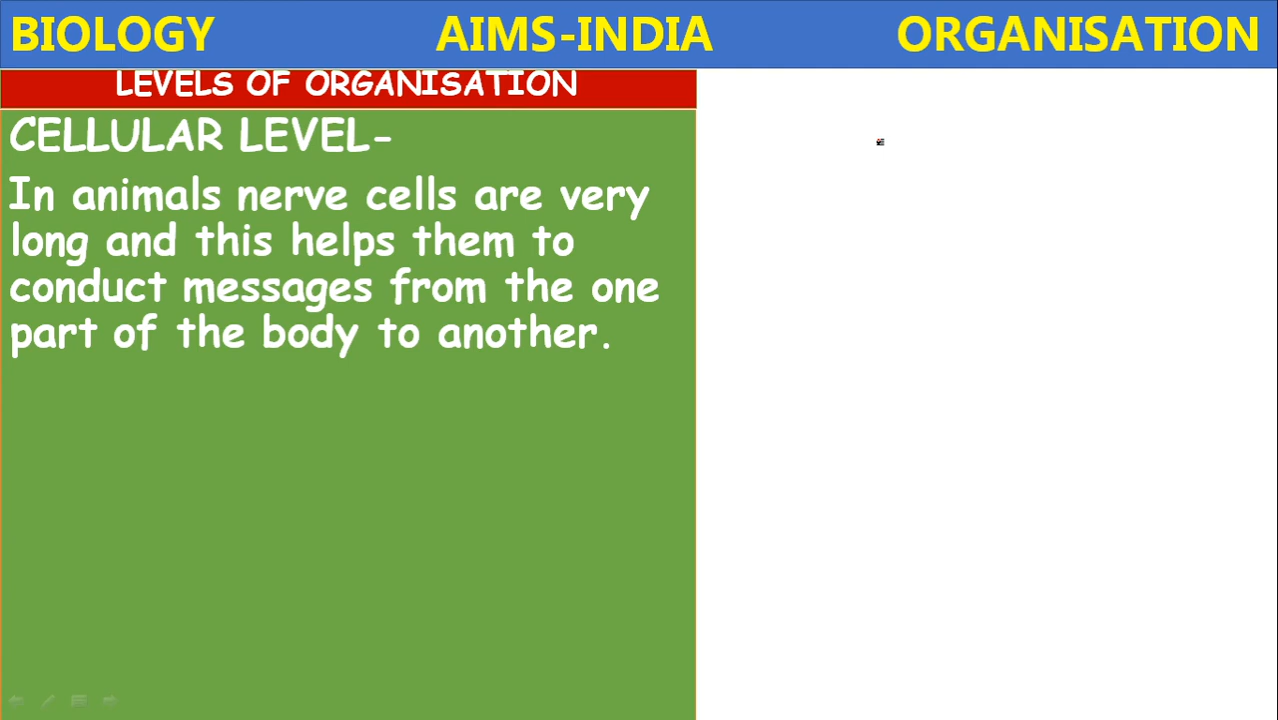 BIOLOGY AIMS-INDIA ORGANISATION
LEVELS OF ORGANISATION
CELLULAR LEVEL-
In animals nerve cells are very
long and this helps them to
conduct messages from the one
part of the body to another.